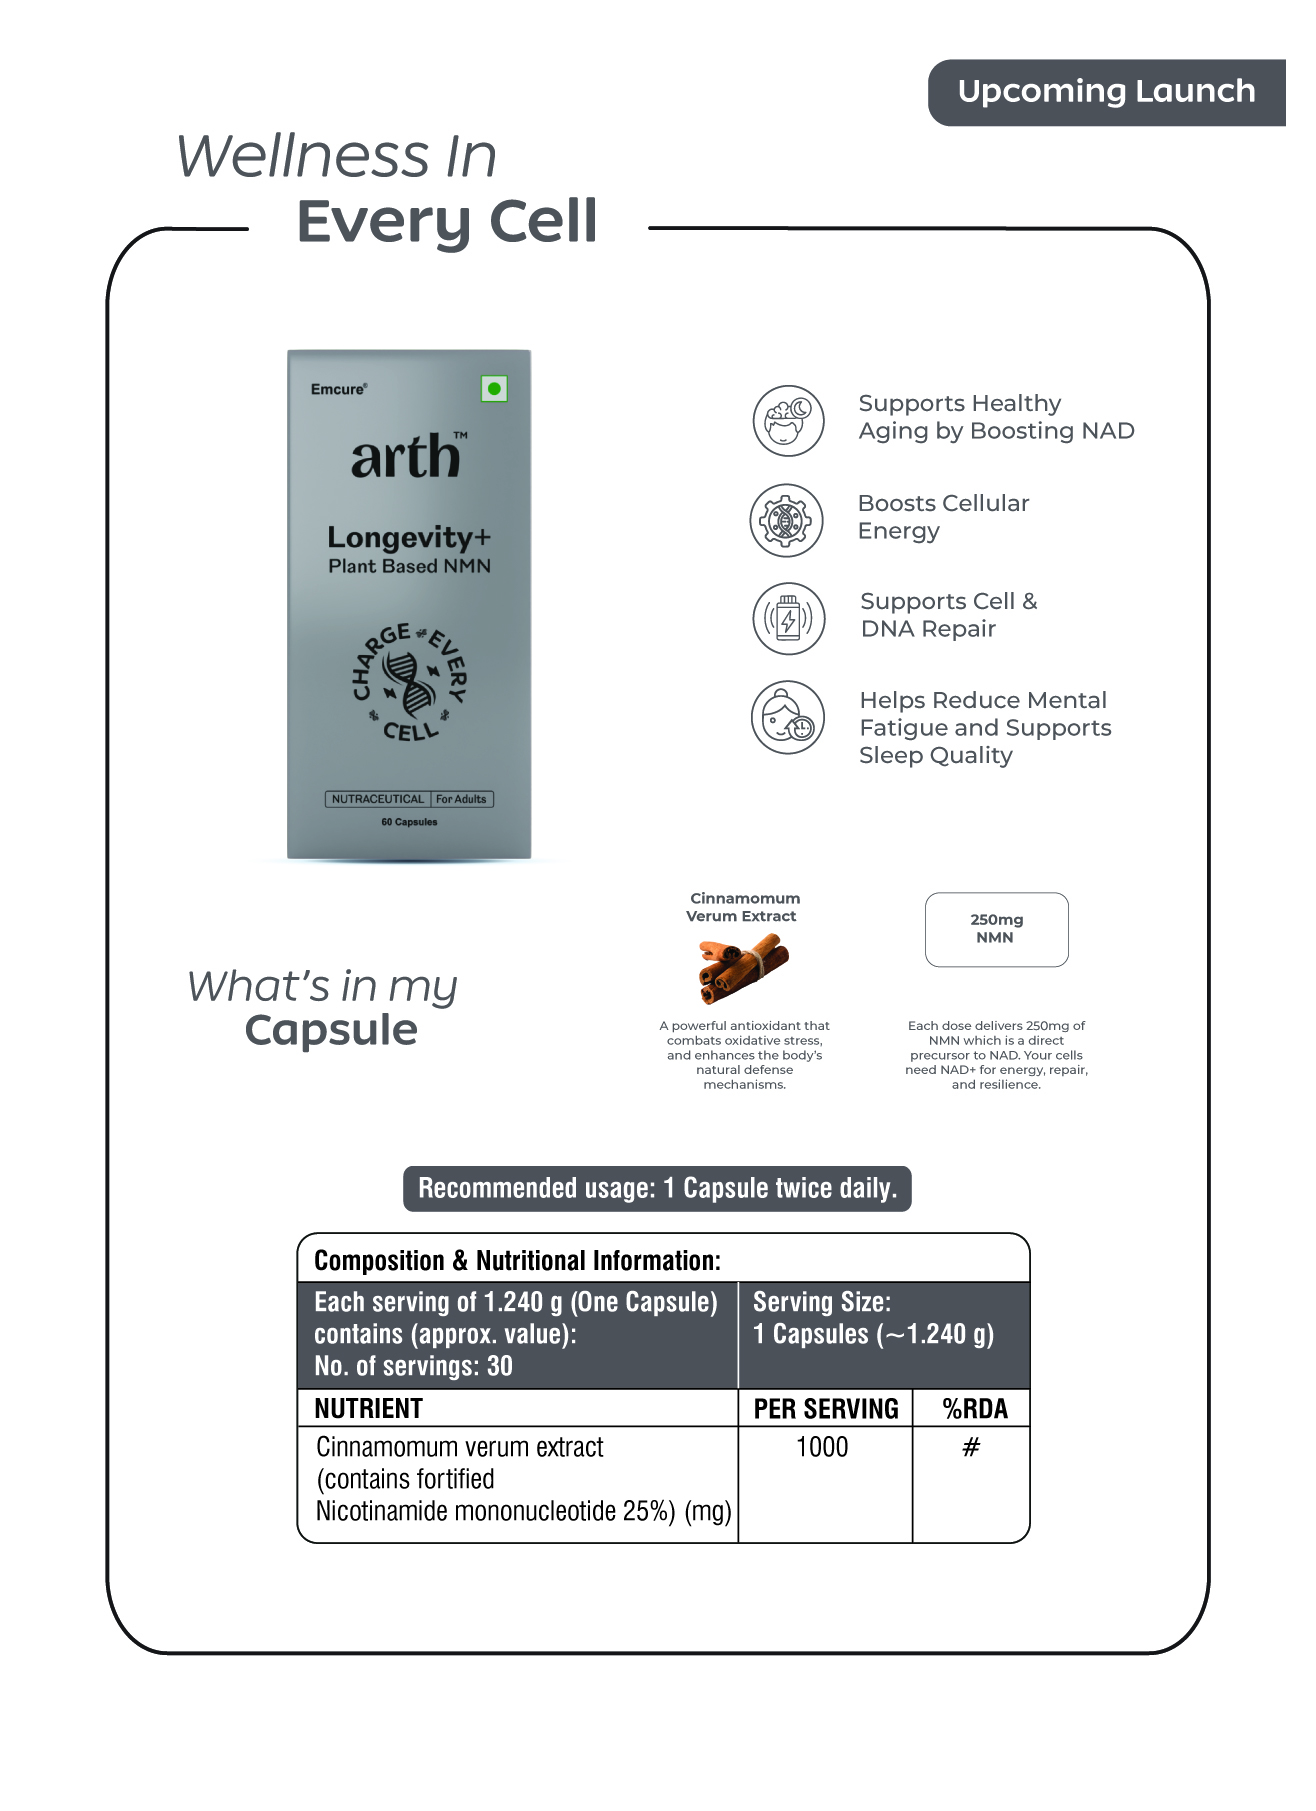 Upcoming Launch
Wellness In
Every Cell
Emcure®
arth™
Longevity+
Plant Based NMN
CHARGE EVERY
CELL
NUTRACEUTICAL | For Adults
60 Capsules
Supports Healthy
Aging by Boosting NAD
Boosts Cellular
Energy
Supports Cell &
DNA Repair
Helps Reduce Mental
Fatigue and Supports
Sleep Quality
What's in my
Capsule
Cinnamomum
Verum Extract
A powerful antioxidant that
combats oxidative stress,
and enhances the body's
natural defense
mechanisms.
250mg
NMN
Each dose delivers 250mg of
NMN which is a direct
precursor to NAD. Your cells
need NAD+ for energy, repair,
and resilience.
Recommended usage: 1 Capsule twice daily.
Composition & Nutritional Information:
Each serving of 1.240 g (One Capsule)
contains (approx. value):
No. of servings: 30
Serving Size:
1 Capsules (~1.240 g)
NUTRIENT PER SERVING %RDA
Cinnamomum verum extract 1000 #
(contains fortified
Nicotinamide mononucleotide 25%) (mg)